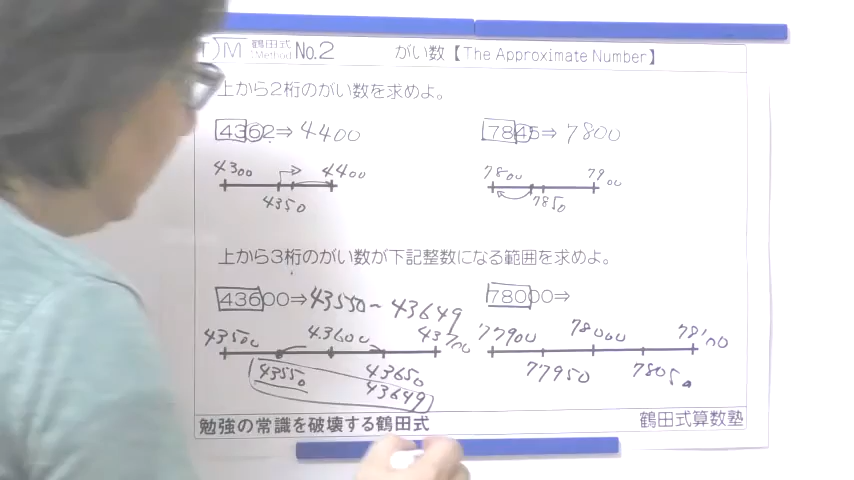 T)M 鶴田式 Method No.2 がい数【The Approximate Number】
上から2桁のがい数を求めよ。
4362⇒4400 7845⇒7800
4300 4400 7800 7900
4350 7850
上から3桁のがい数が下記整数になる範囲を求めよ。
43600⇒43550~43649 78000⇒
43500 43600 43700 77900 78000 78100
43550 43650 77950 7805
43649
勉強の常識を破壊する鶴田式 鶴田式算数塾